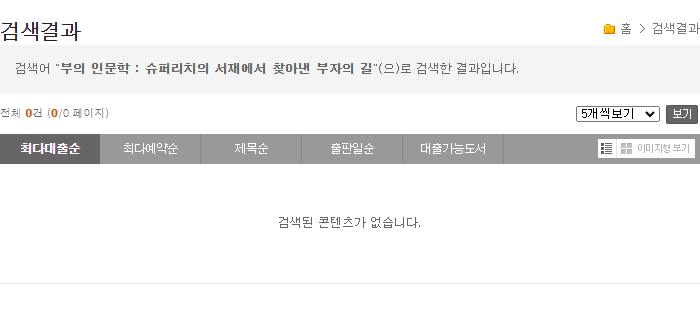 검색결과
홈 > 검색결과
검색어 "부의 인문학 : 슈퍼리치의 서재에서 찾아낸 부자의 길"(으)로 검색한 결과입니다.
전체 0건 (0/0 페이지)
5개씩보기 보기
최다대출순 최다예약순 제목순 출판일순 대출가능도서 이미지형 보기
검색된 콘텐츠가 없습니다.